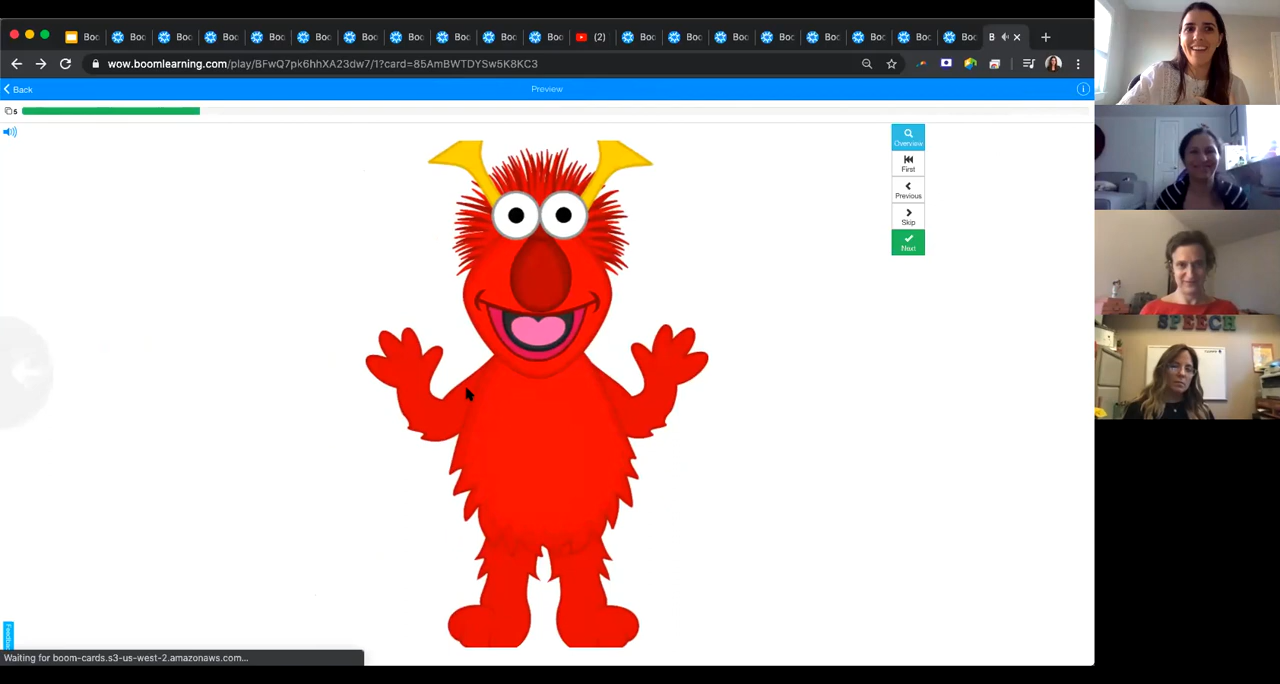 Boo Boo Boo Boo Boo Boo Boo Boo Boo Boo Boo (2) Boo Boo Boo Boo Boo Boo Boo Boo B
wow.boomlearning.com/play/BFwQ7pk6hhXA23dw7/1?card=85AmBWTDYSw5K8KC3
Back Preview
5
Overview
First
Previous
Skip
Next
SPEECH
Feedback
Waiting for boom-cards.s3-us-west-2.amazonaws.com...